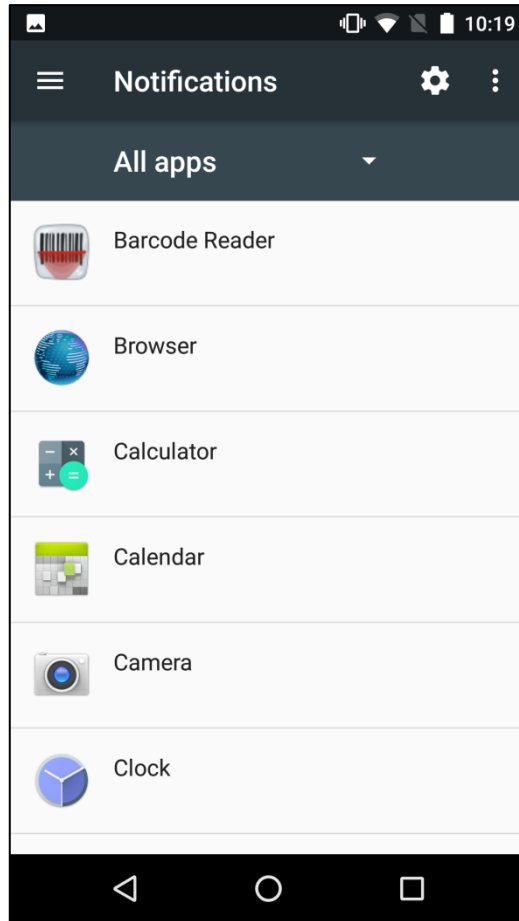 10:19
Notifications
All apps
Barcode Reader
Browser
Calculator
Calendar
Camera
Clock